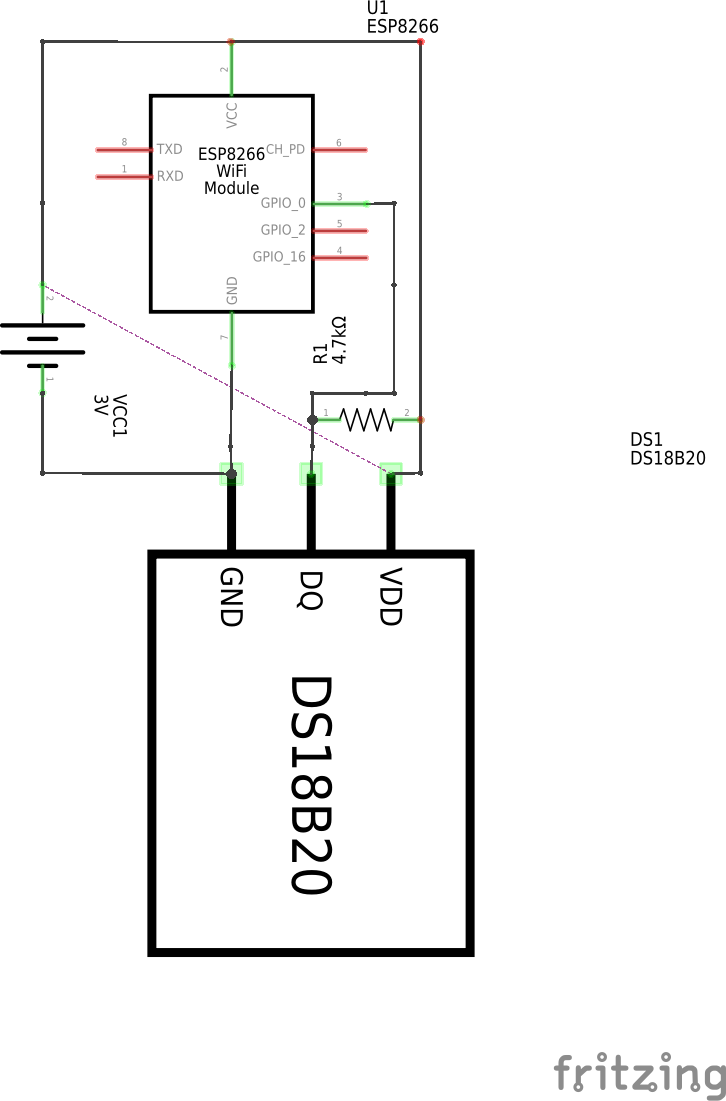 U1
ESP8266
2
VCC
8
TXD
1
RXD
ESP8266
WiFi
Module
CH_PD
6
GPIO_0
3
GPIO_2
5
GPIO_16
4
GND
7
2
1
VCC1
3V
R1
4.7kΩ
1
2
DS1
DS18B20
GND
DQ
VDD
DS18B20
fritzing